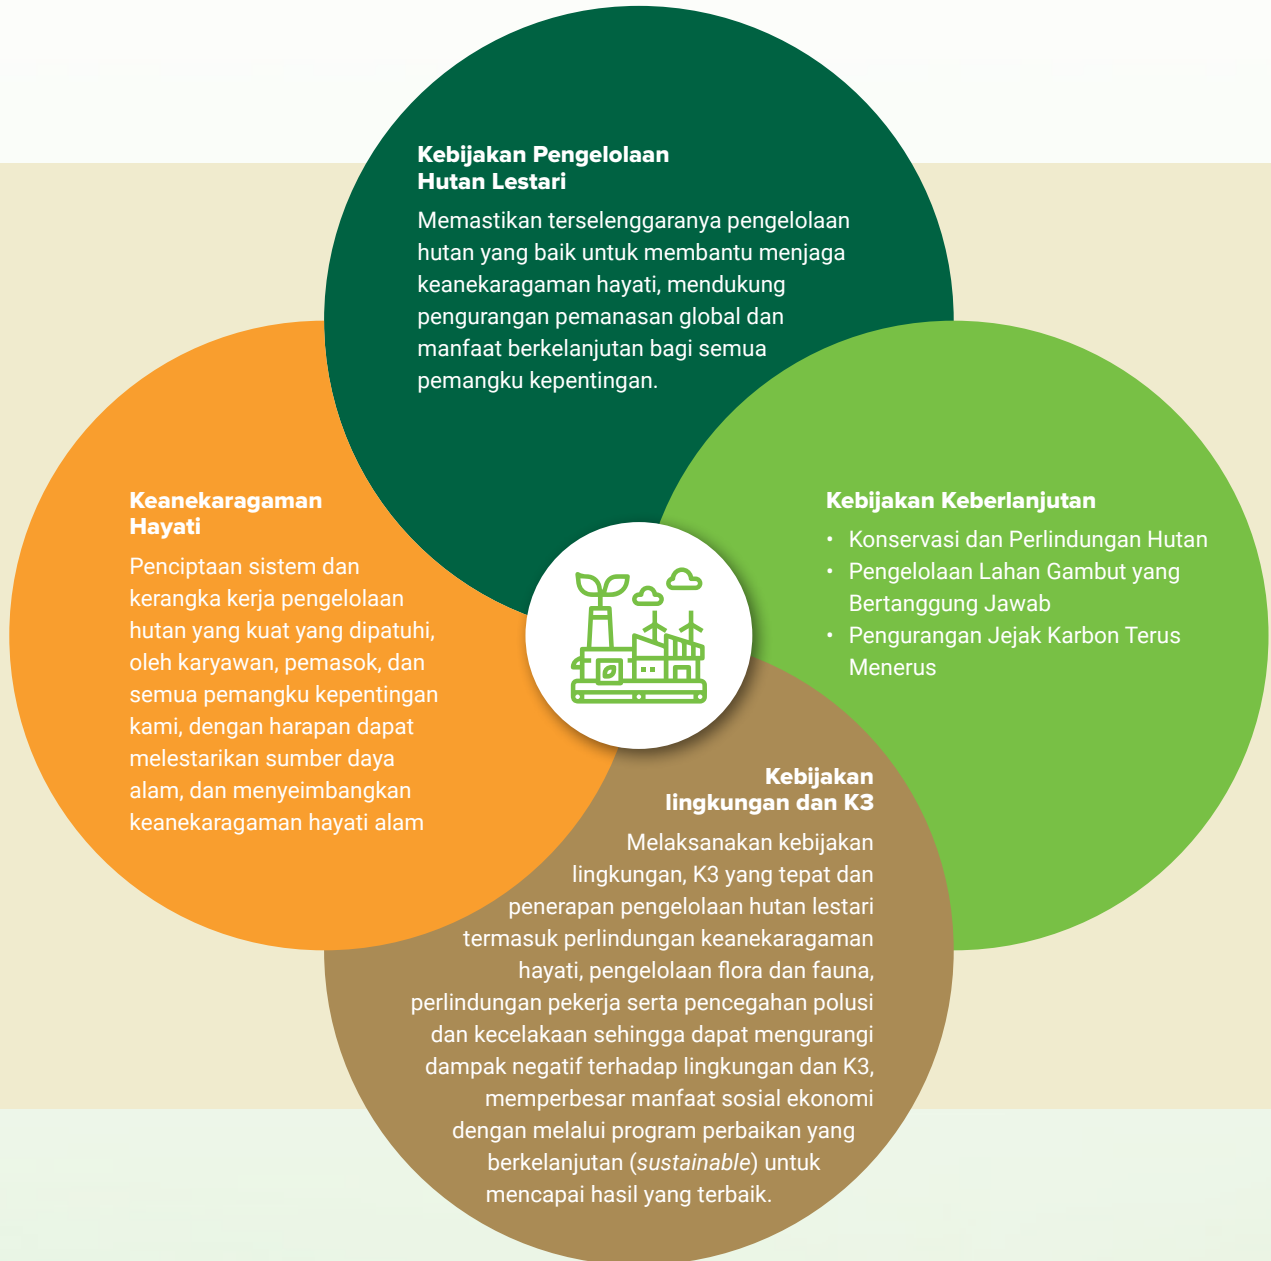 Kebijakan Pengelolaan
Hutan Lestari
Memastikan terselenggaranya pengelolaan
hutan yang baik untuk membantu menjaga
keanekaragaman hayati, mendukung
pengurangan pemanasan global dan
manfaat berkelanjutan bagi semua
pemangku kepentingan.
Keanekaragaman
Hayati
Penciptaan sistem dan
kerangka kerja pengelolaan
hutan yang kuat yang dipatuhi,
oleh karyawan, pemasok, dan
semua pemangku kepentingan
kami, dengan harapan dapat
melestarikan sumber daya
alam, dan menyeimbangkan
keanekaragaman hayati alam
Kebijakan Keberlanjutan
• Konservasi dan Perlindungan Hutan
• Pengelolaan Lahan Gambut yang
Bertanggung Jawab
• Pengurangan Jejak Karbon Terus
Menerus
Kebijakan
lingkungan dan K3
Melaksanakan kebijakan
lingkungan, K3 yang tepat dan
penerapan pengelolaan hutan lestari
termasuk perlindungan keanekaragaman
hayati, pengelolaan flora dan fauna,
perlindungan pekerja serta pencegahan polusi
dan kecelakaan sehingga dapat mengurangi
dampak negatif terhadap lingkungan dan K3,
memperbesar manfaat sosial ekonomi
dengan melalui program perbaikan yang
berkelanjutan (sustainable) untuk
mencapai hasil yang terbaik.